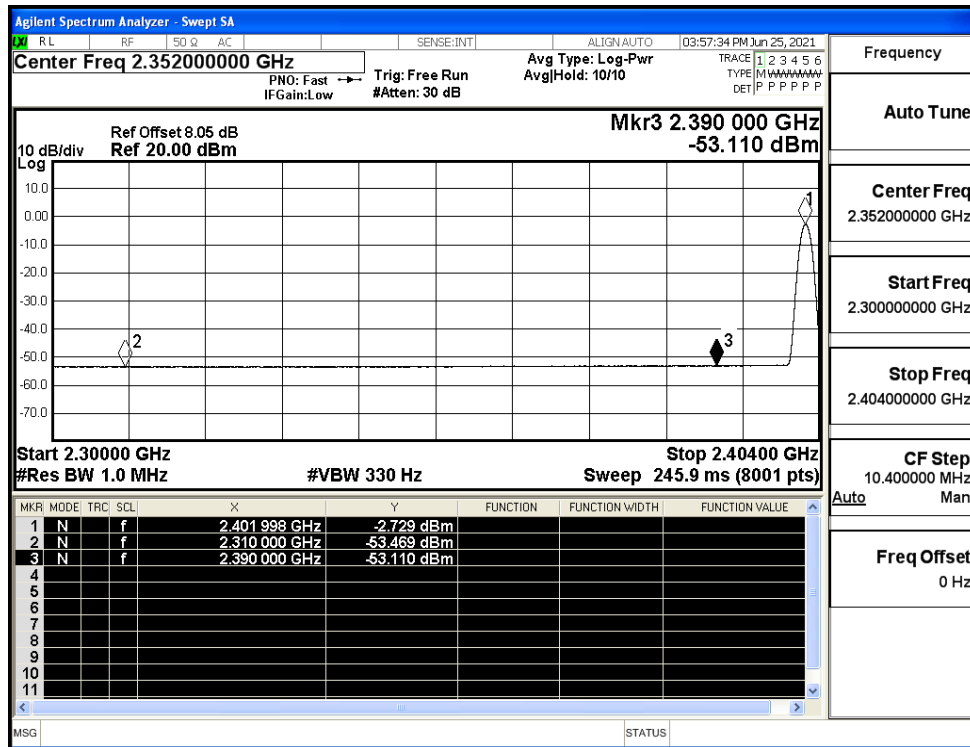 Agilent Spectrum Analyzer - Swept SA
LXI RL RF 50 Ω AC SENSE:INT ALIGN AUTO 03:57:34 PM Jun 25, 2021
Center Freq 2.352000000 GHz
PNO: Fast
IFGain:Low
Trig: Free Run
#Atten: 30 dB
Avg Type: Log-Pwr
Avg|Hold: 10/10
TRACE 1 2 3 4 5 6
TYPE M WWWWW
DET P P P P P P
Ref Offset 8.05 dB
10 dB/div Ref 20.00 dBm
Log
Mkr3 2.390 000 GHz
-53.110 dBm
10.0
0.00
-10.0
-20.0
-30.0
-40.0
-50.0
-60.0
-70.0
1
2
3
Start 2.30000 GHz Stop 2.40400 GHz
#Res BW 1.0 MHz #VBW 330 Hz Sweep 245.9 ms (8001 pts)
MKR MODE TRC SCL X Y FUNCTION FUNCTION WIDTH FUNCTION VALUE
1 N f 2.401 998 GHz -2.729 dBm
2 N f 2.310 000 GHz -53.469 dBm
3 N f 2.390 000 GHz -53.110 dBm
4
5
6
7
8
9
10
11
MSG STATUS
Frequency
Auto Tune
Center Freq
2.352000000 GHz
Start Freq
2.300000000 GHz
Stop Freq
2.404000000 GHz
CF Step
10.400000 MHz
Auto Man
Freq Offset
0 Hz